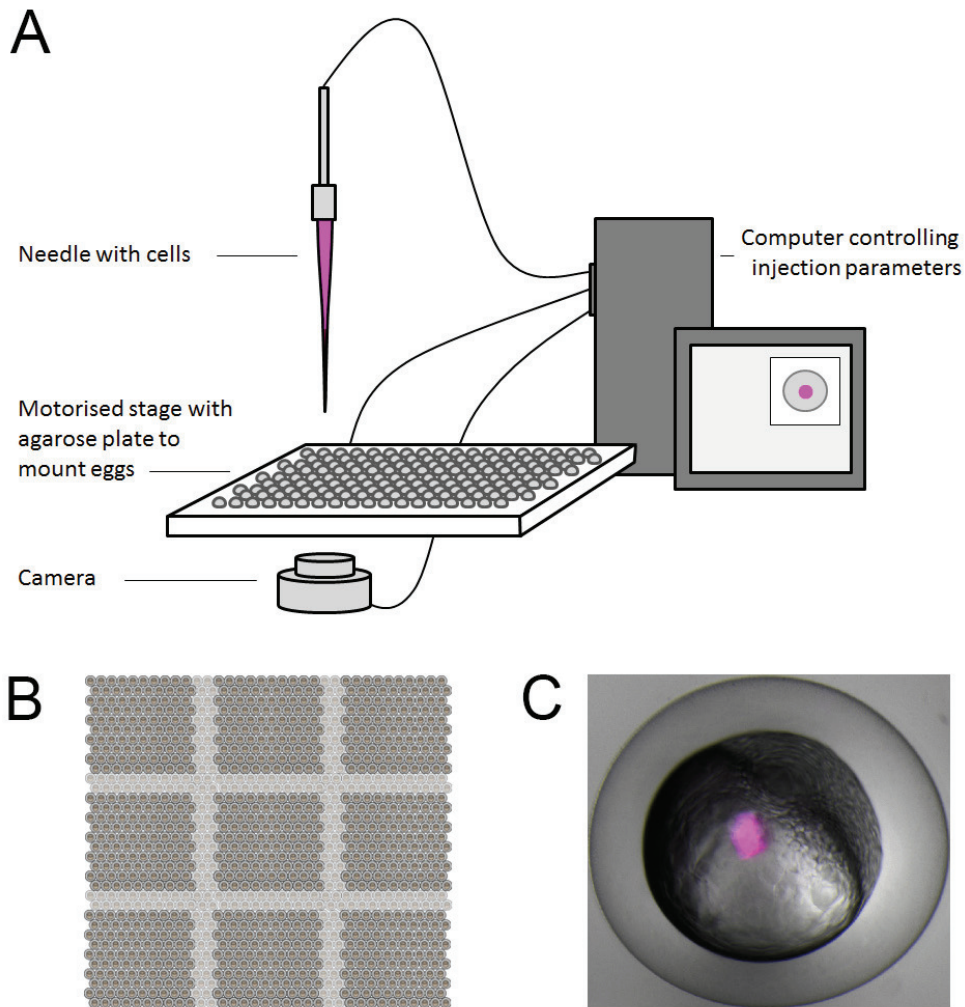 A
Needle with cells
Computer controlling
injection parameters
Motorised stage with
agarose plate to
mount eggs
Camera
B
C